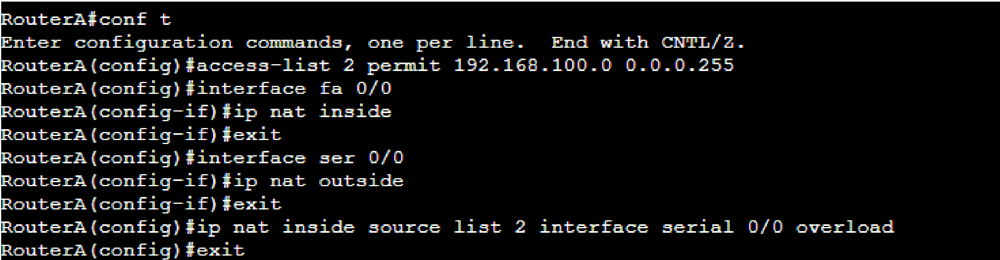 RouterA#conf t
Enter configuration commands, one per line.  End with CNTL/Z.
RouterA(config)#access-list 2 permit 192.168.100.0 0.0.0.255
RouterA(config)#interface fa 0/0
RouterA(config-if)#ip nat inside
RouterA(config-if)#exit
RouterA(config)#interface ser 0/0
RouterA(config-if)#ip nat outside
RouterA(config-if)#exit
RouterA(config)#ip nat inside source list 2 interface serial 0/0 overload
RouterA(config)#exit